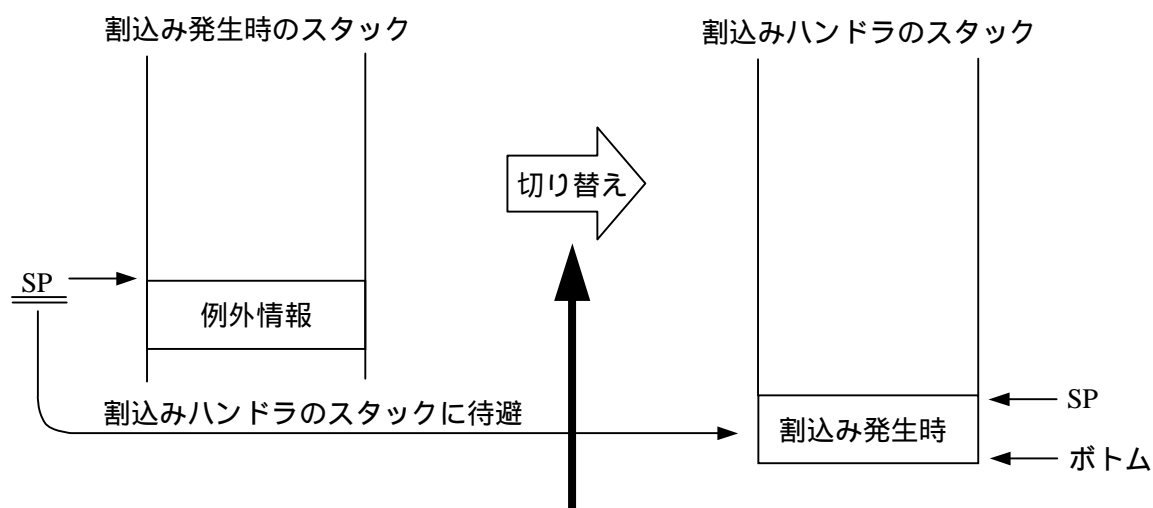 割込み発生時のスタック
割込みハンドラのスタック
切り替え
SP
例外情報
割込みハンドラのスタックに待避
SP
割込み発生時
ボトム